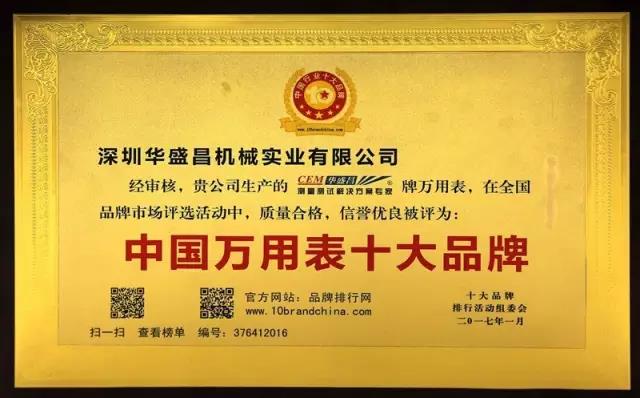 中国行业十大品牌
www.10brandchina.com
深圳华盛昌机械实业有限公司
经审核，贵公司生产的 CEM 华盛昌 ® 测量测试解决方案专家 牌万用表，在全国
品牌市场评选活动中，质量合格，信誉优良被评为：
中国万用表十大品牌
官方网站：品牌排行网
www.10brandchina.com
扫一扫 查看榜单 编号：376412016
十大品牌
排行活动组委会
二〇一七年一月